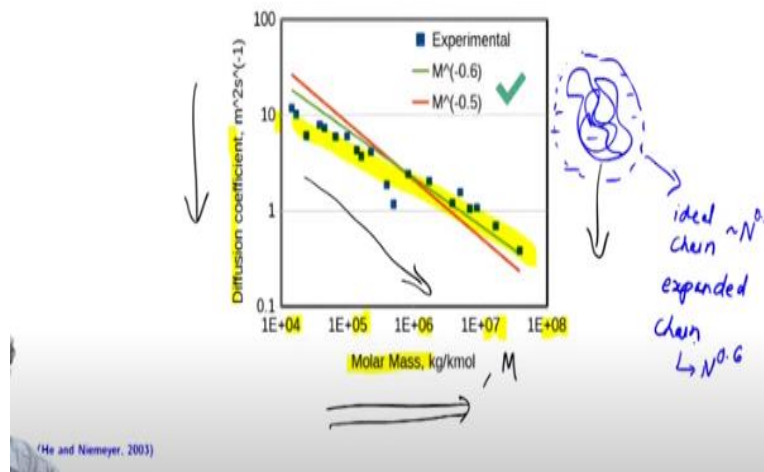 100
Experimental
M^(-0.6)
M^(-0.5)
10
1
0.1
Diffusion coefficient, m^2s^(-1)
1E+04 1E+05 1E+06 1E+07 1E+08
Molar Mass, kg/kmol
, M
ideal
chain ~N^0.
expanded
chain
↳ N^0.6
(He and Niemeyer, 2003)